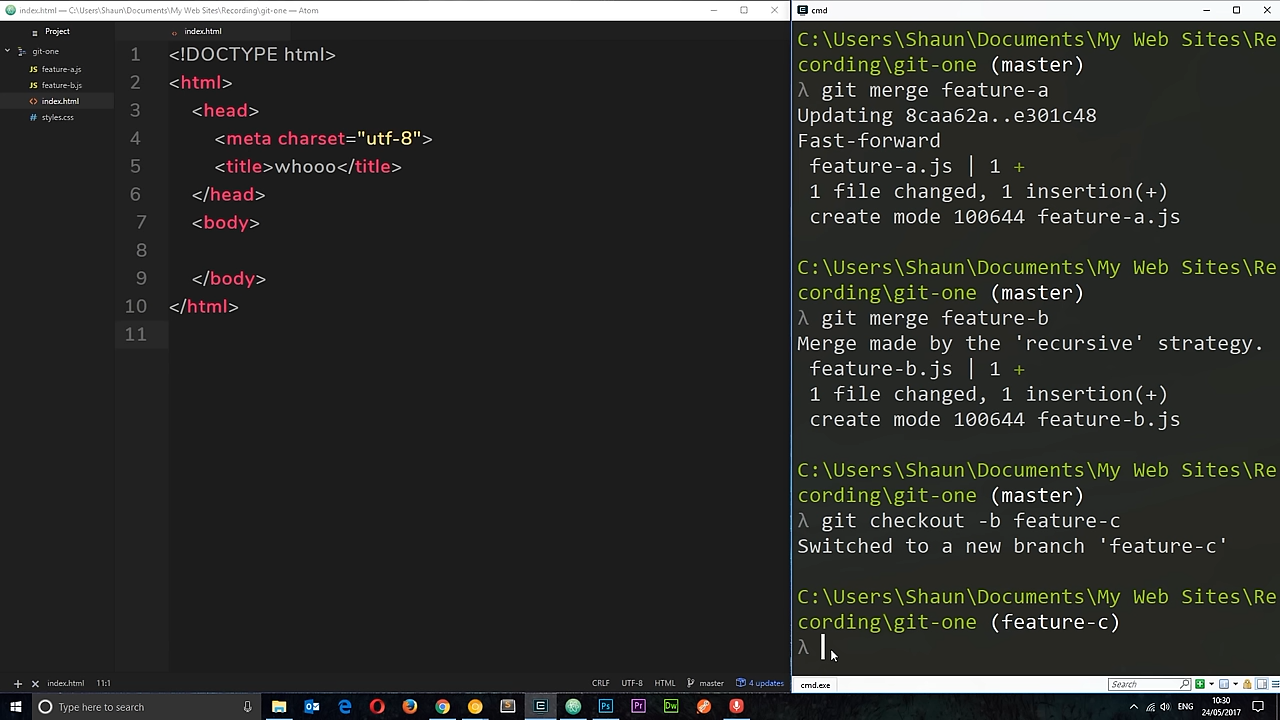 index.html — C:\Users\Shaun\Documents\My Web Sites\Recording\git-one — Atom
Project
git-one
feature-a.js
feature-b.js
index.html
styles.css
index.html
1 <!DOCTYPE html>
2 <html>
3 <head>
4 <meta charset="utf-8">
5 <title>whooo</title>
6 </head>
7 <body>
8
9 </body>
10 </html>
11
index.html 11:1
CRLF UTF-8 HTML master 4 updates
cmd
C:\Users\Shaun\Documents\My Web Sites\Re
cording\git-one (master)
λ git merge feature-a
Updating 8caa62a..e301c48
Fast-forward
feature-a.js | 1 +
1 file changed, 1 insertion(+)
create mode 100644 feature-a.js
C:\Users\Shaun\Documents\My Web Sites\Re
cording\git-one (master)
λ git merge feature-b
Merge made by the 'recursive' strategy.
feature-b.js | 1 +
1 file changed, 1 insertion(+)
create mode 100644 feature-b.js
C:\Users\Shaun\Documents\My Web Sites\Re
cording\git-one (master)
λ git checkout -b feature-c
Switched to a new branch 'feature-c'
C:\Users\Shaun\Documents\My Web Sites\Re
cording\git-one (feature-c)
λ
cmd.exe
Search
Type here to search
ENG
10:30
24/05/2017